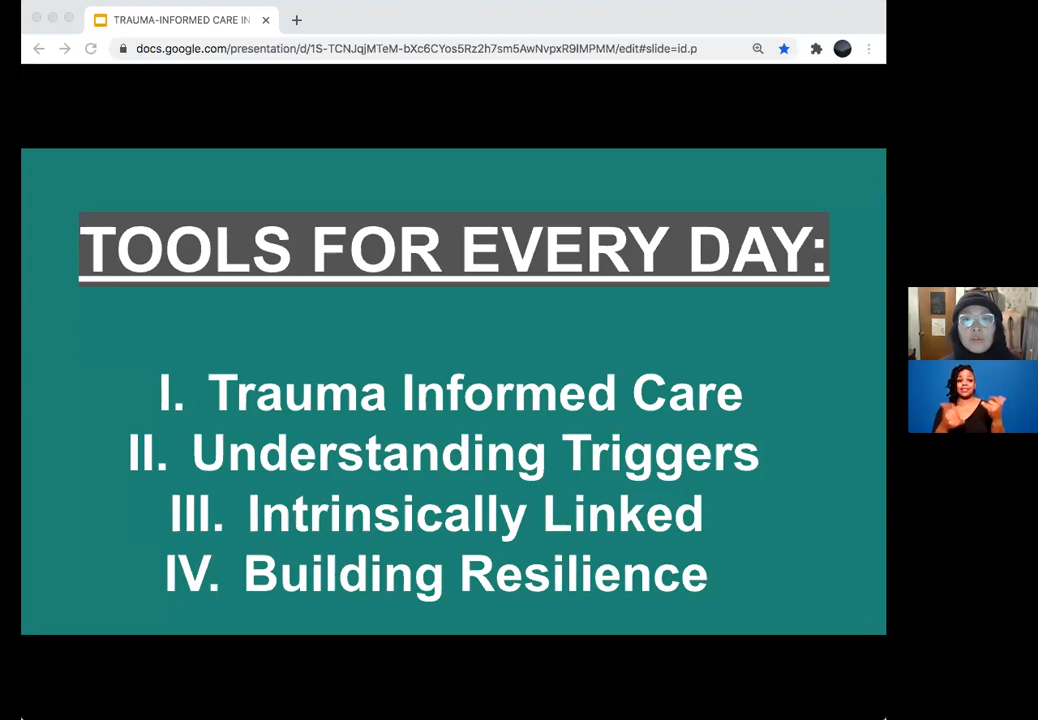 TRAUMA-INFORMED CARE IN
docs.google.com/presentation/d/1S-TCNJqjMTeM-bXc6CYos5Rz2h7sm5AwNvpxR9IMPMM/edit#slide=id.p
TOOLS FOR EVERY DAY:
I. Trauma Informed Care
II. Understanding Triggers
III. Intrinsically Linked
IV. Building Resilience